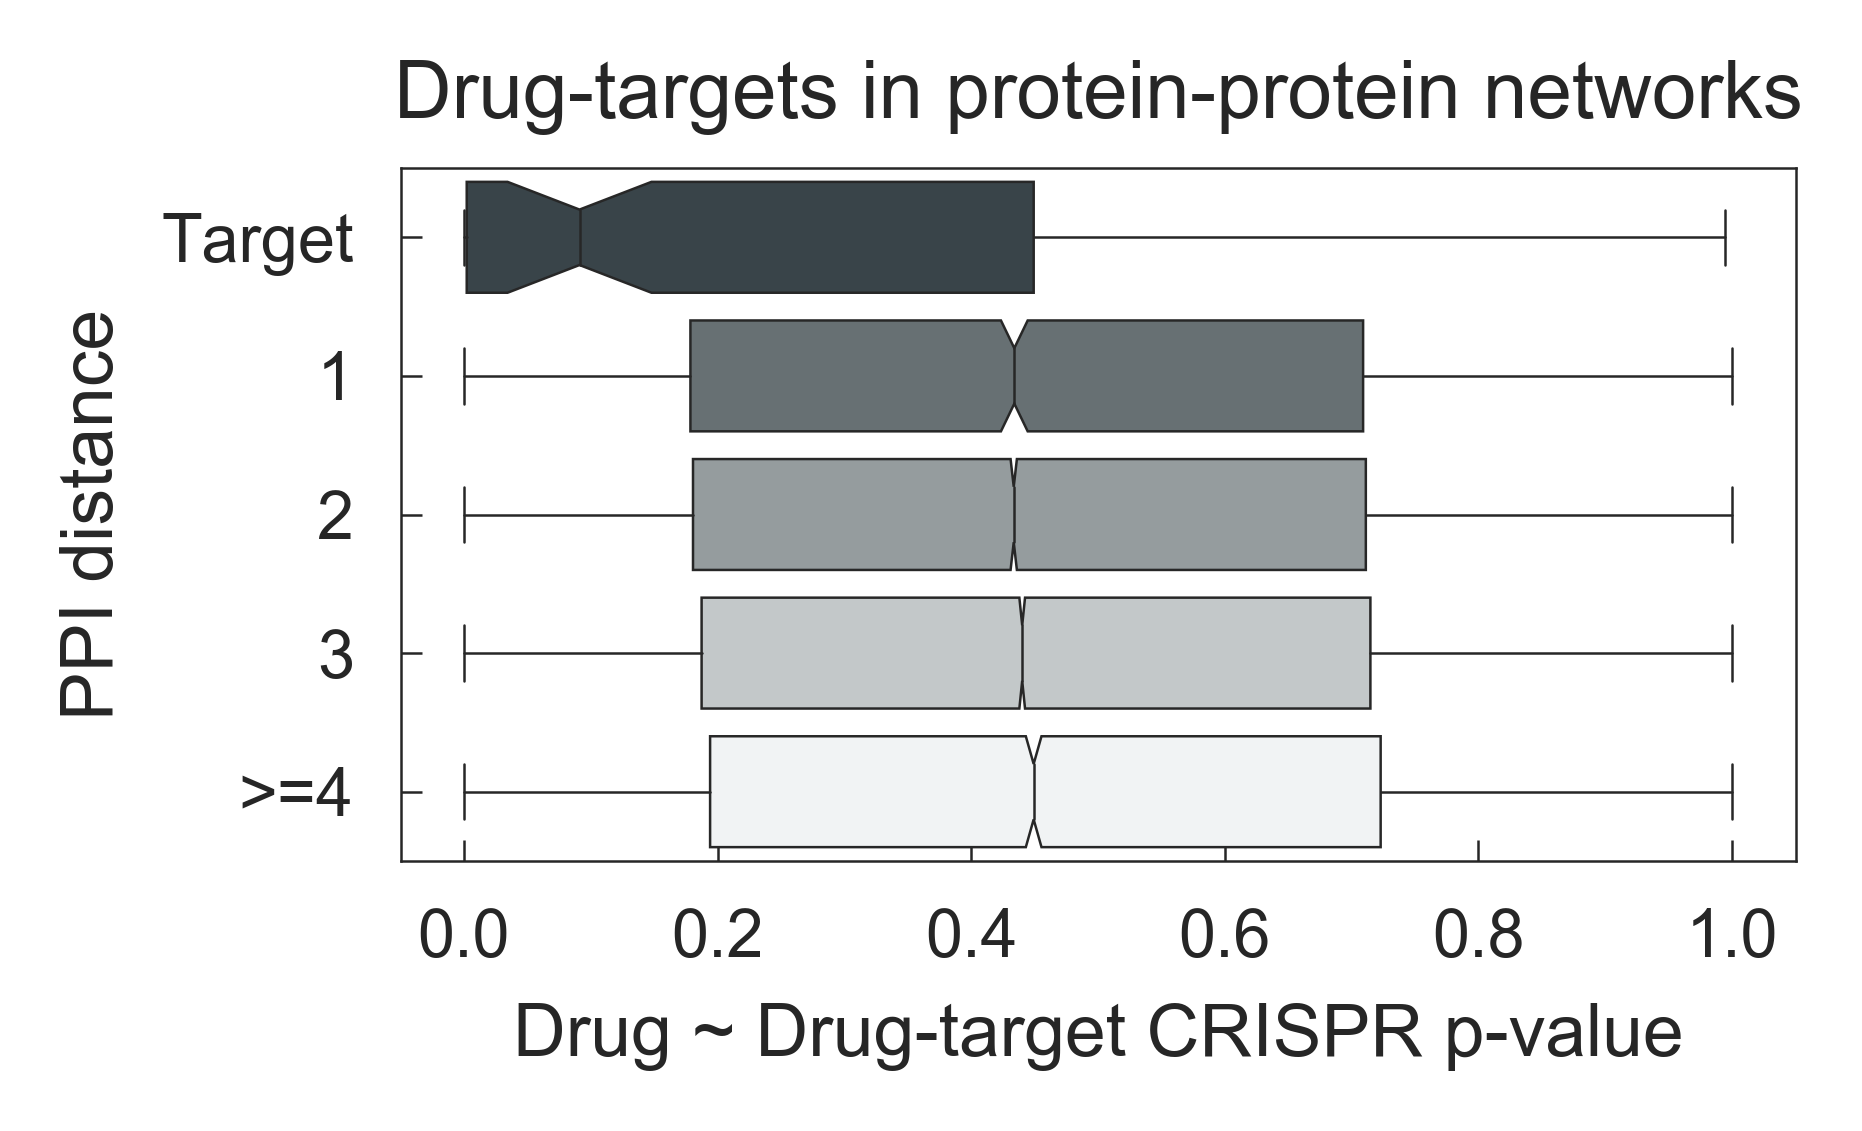 Drug-targets in protein-protein networks
PPI distance
Target
1
2
3
>=4
0.0 0.2 0.4 0.6 0.8 1.0
Drug ~ Drug-target CRISPR p-value